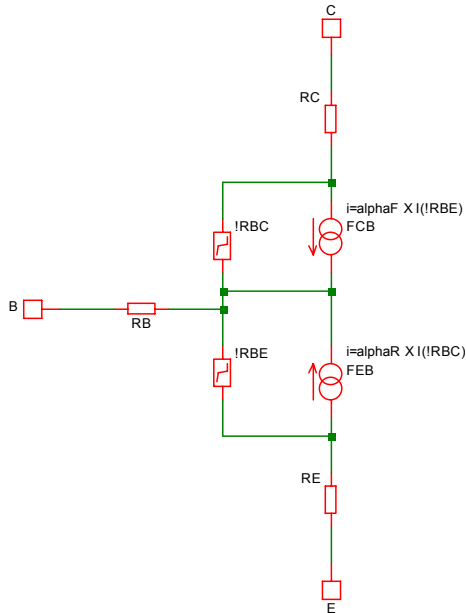 C
RC
i=alphaF X I(!RBE)
!RBC
FCB
B
RB
i=alphaR X I(!RBC)
!RBE
FEB
RE
E